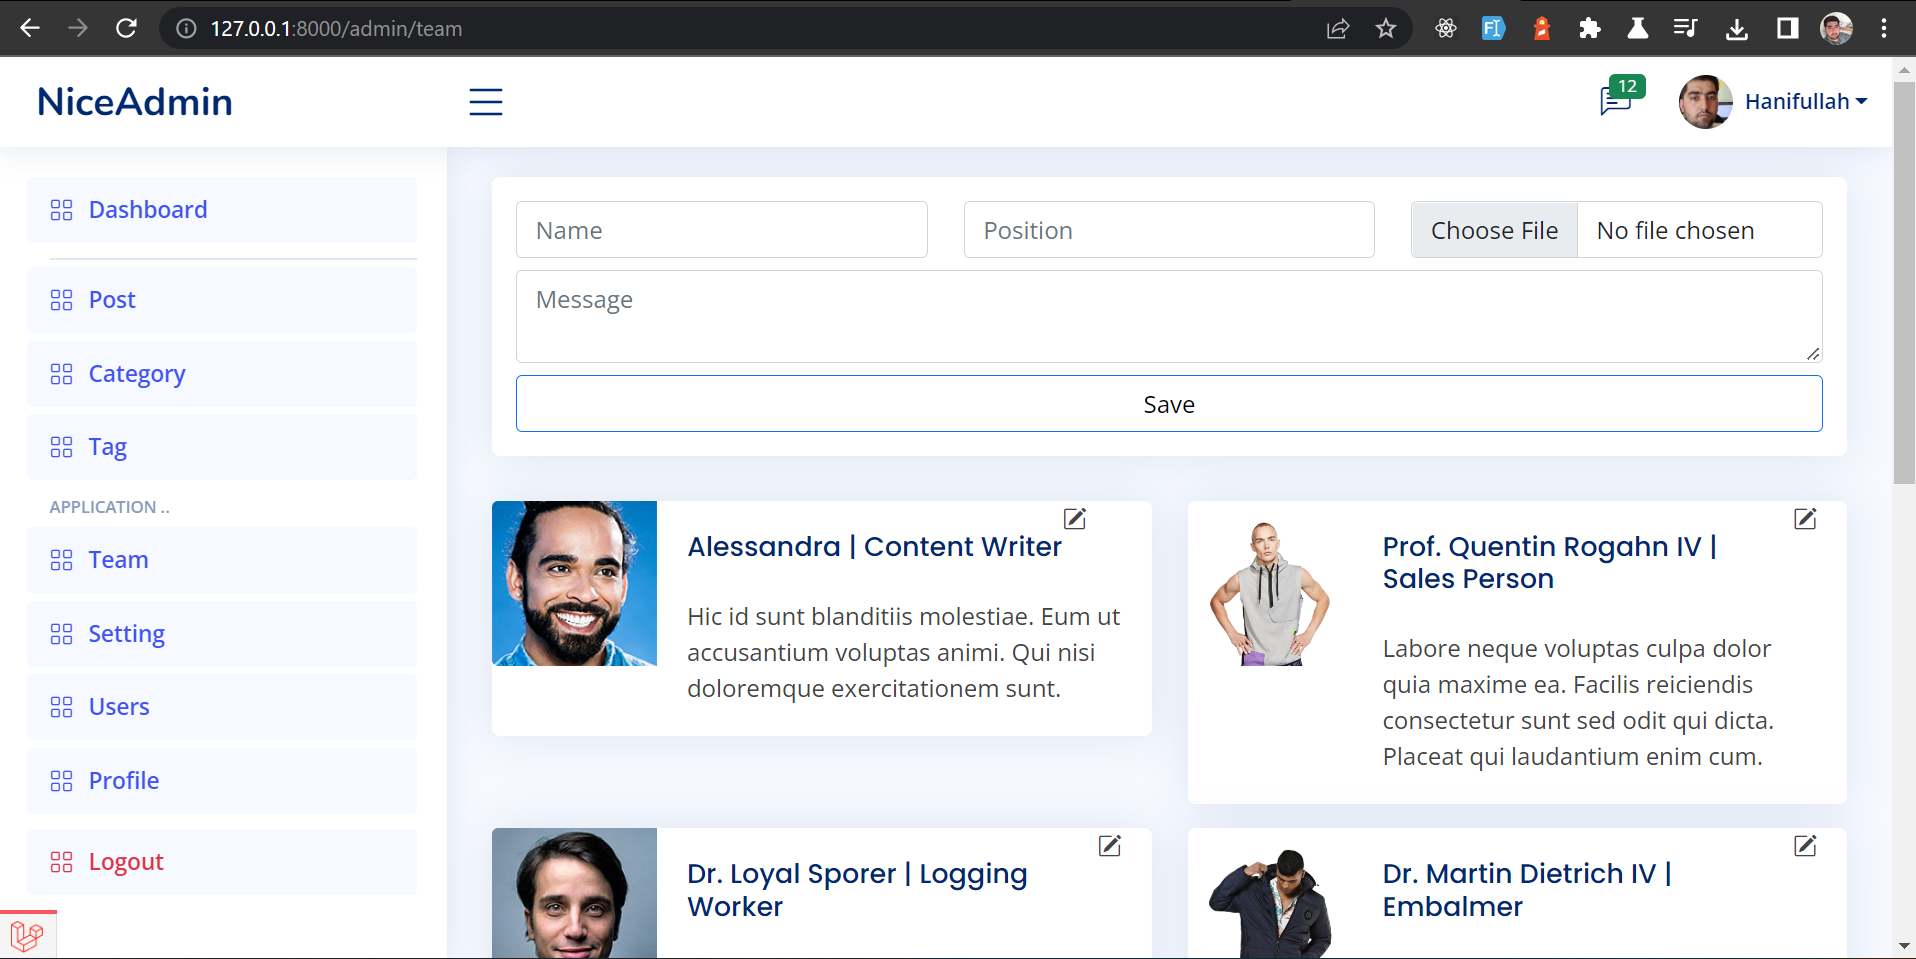 127.0.0.1:8000/admin/team
NiceAdmin
12
Hanifullah
Dashboard
Post
Category
Tag
APPLICATION ..
Team
Setting
Users
Profile
Logout
Name
Position
Choose File
No file chosen
Message
Save
Alessandra | Content Writer
Hic id sunt blanditiis molestiae. Eum ut
accusantium voluptas animi. Qui nisi
doloremque exercitationem sunt.
Prof. Quentin Rogahn IV |
Sales Person
Labore neque voluptas culpa dolor
quia maxime ea. Facilis reiciendis
consectetur sunt sed odit qui dicta.
Placeat qui laudantium enim cum.
Dr. Loyal Sporer | Logging
Worker
Dr. Martin Dietrich IV |
Embalmer